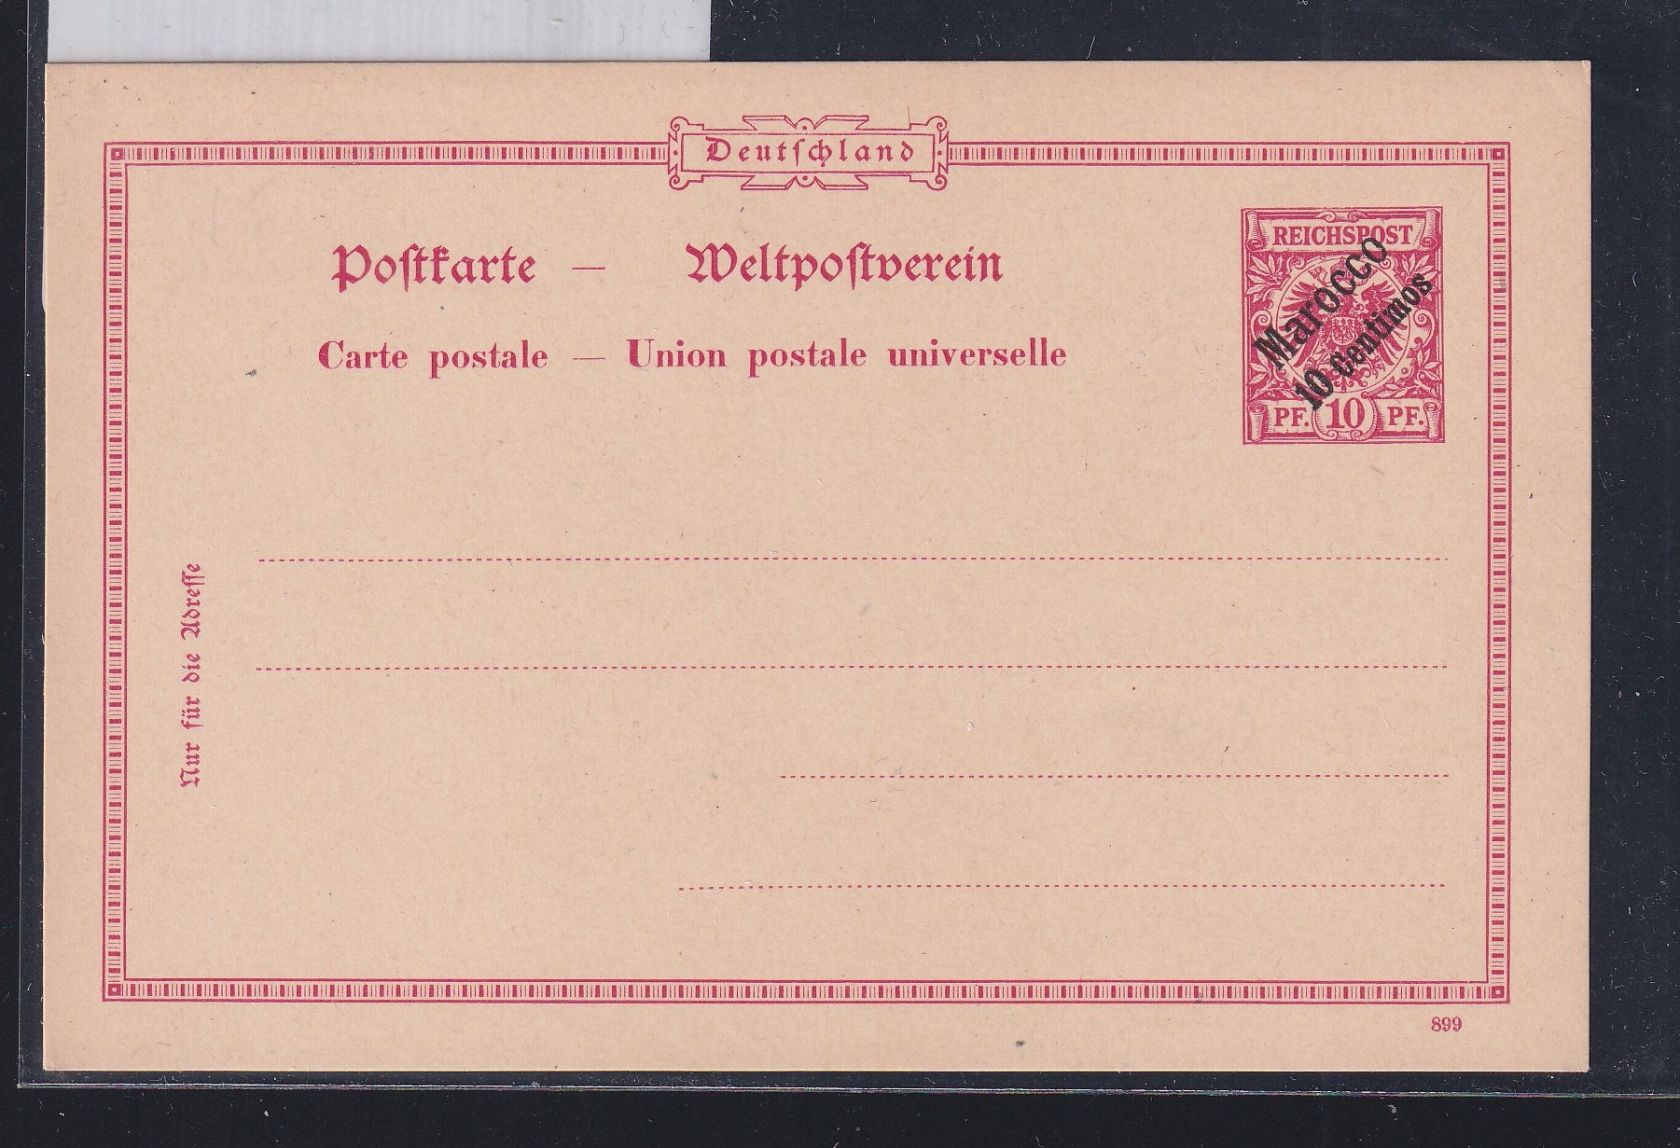 Deutſchland
Poſtkarte — Weltpoſtverein
Carte postale — Union postale universelle
REICHSPOST
Marocco
10 centimos
PF. 10 PF.
Nur für die Adreſſe
899